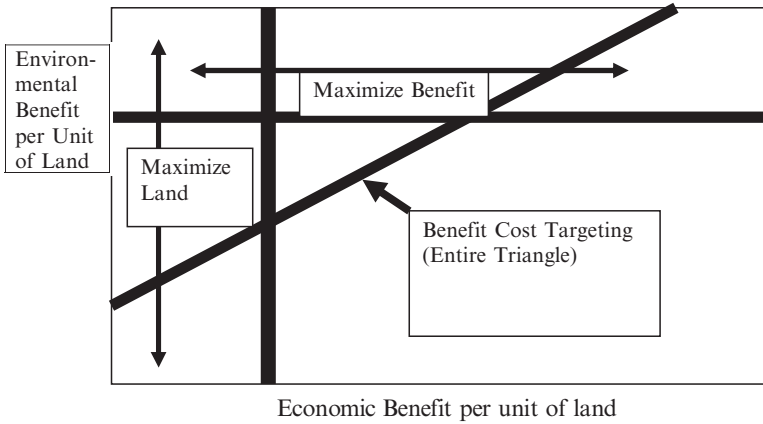 Environ-
mental
Benefit
per Unit
of Land
Maximize Benefit
Maximize
Land
Benefit Cost Targeting
(Entire Triangle)
Economic Benefit per unit of land